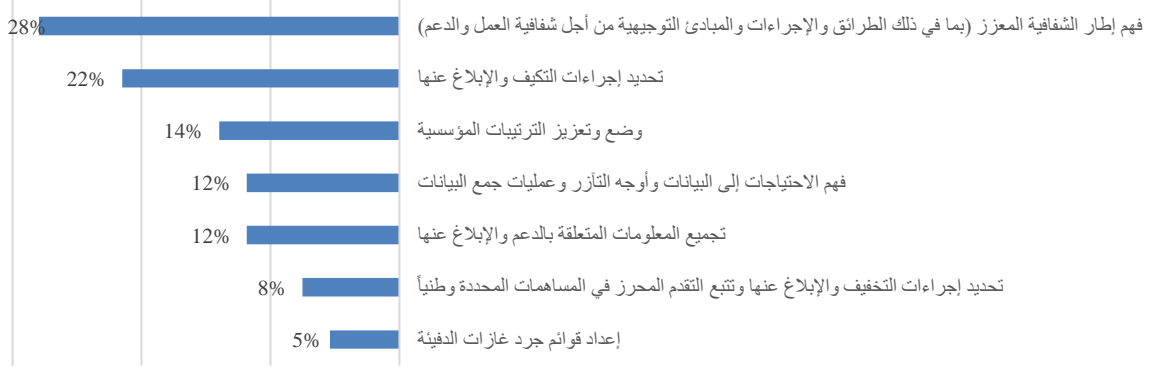 فهم إطار الشفافية المعزز (بما في ذلك الطرائق والإجراءات والمبادئ التوجيهية من أجل شفافية العمل والدعم) 28%
تحديد إجراءات التكيف والإبلاغ عنها 22%
وضع وتعزيز الترتيبات المؤسسية 14%
فهم الاحتياجات إلى البيانات وأوجه التآزر وعمليات جمع البيانات 12%
تجميع المعلومات المتعلقة بالدعم والإبلاغ عنها 12%
تحديد إجراءات التخفيف والإبلاغ عنها وتتبع التقدم المحرز في المساهمات المحددة وطنياً 8%
إعداد قوائم جرد غازات الدفيئة 5%